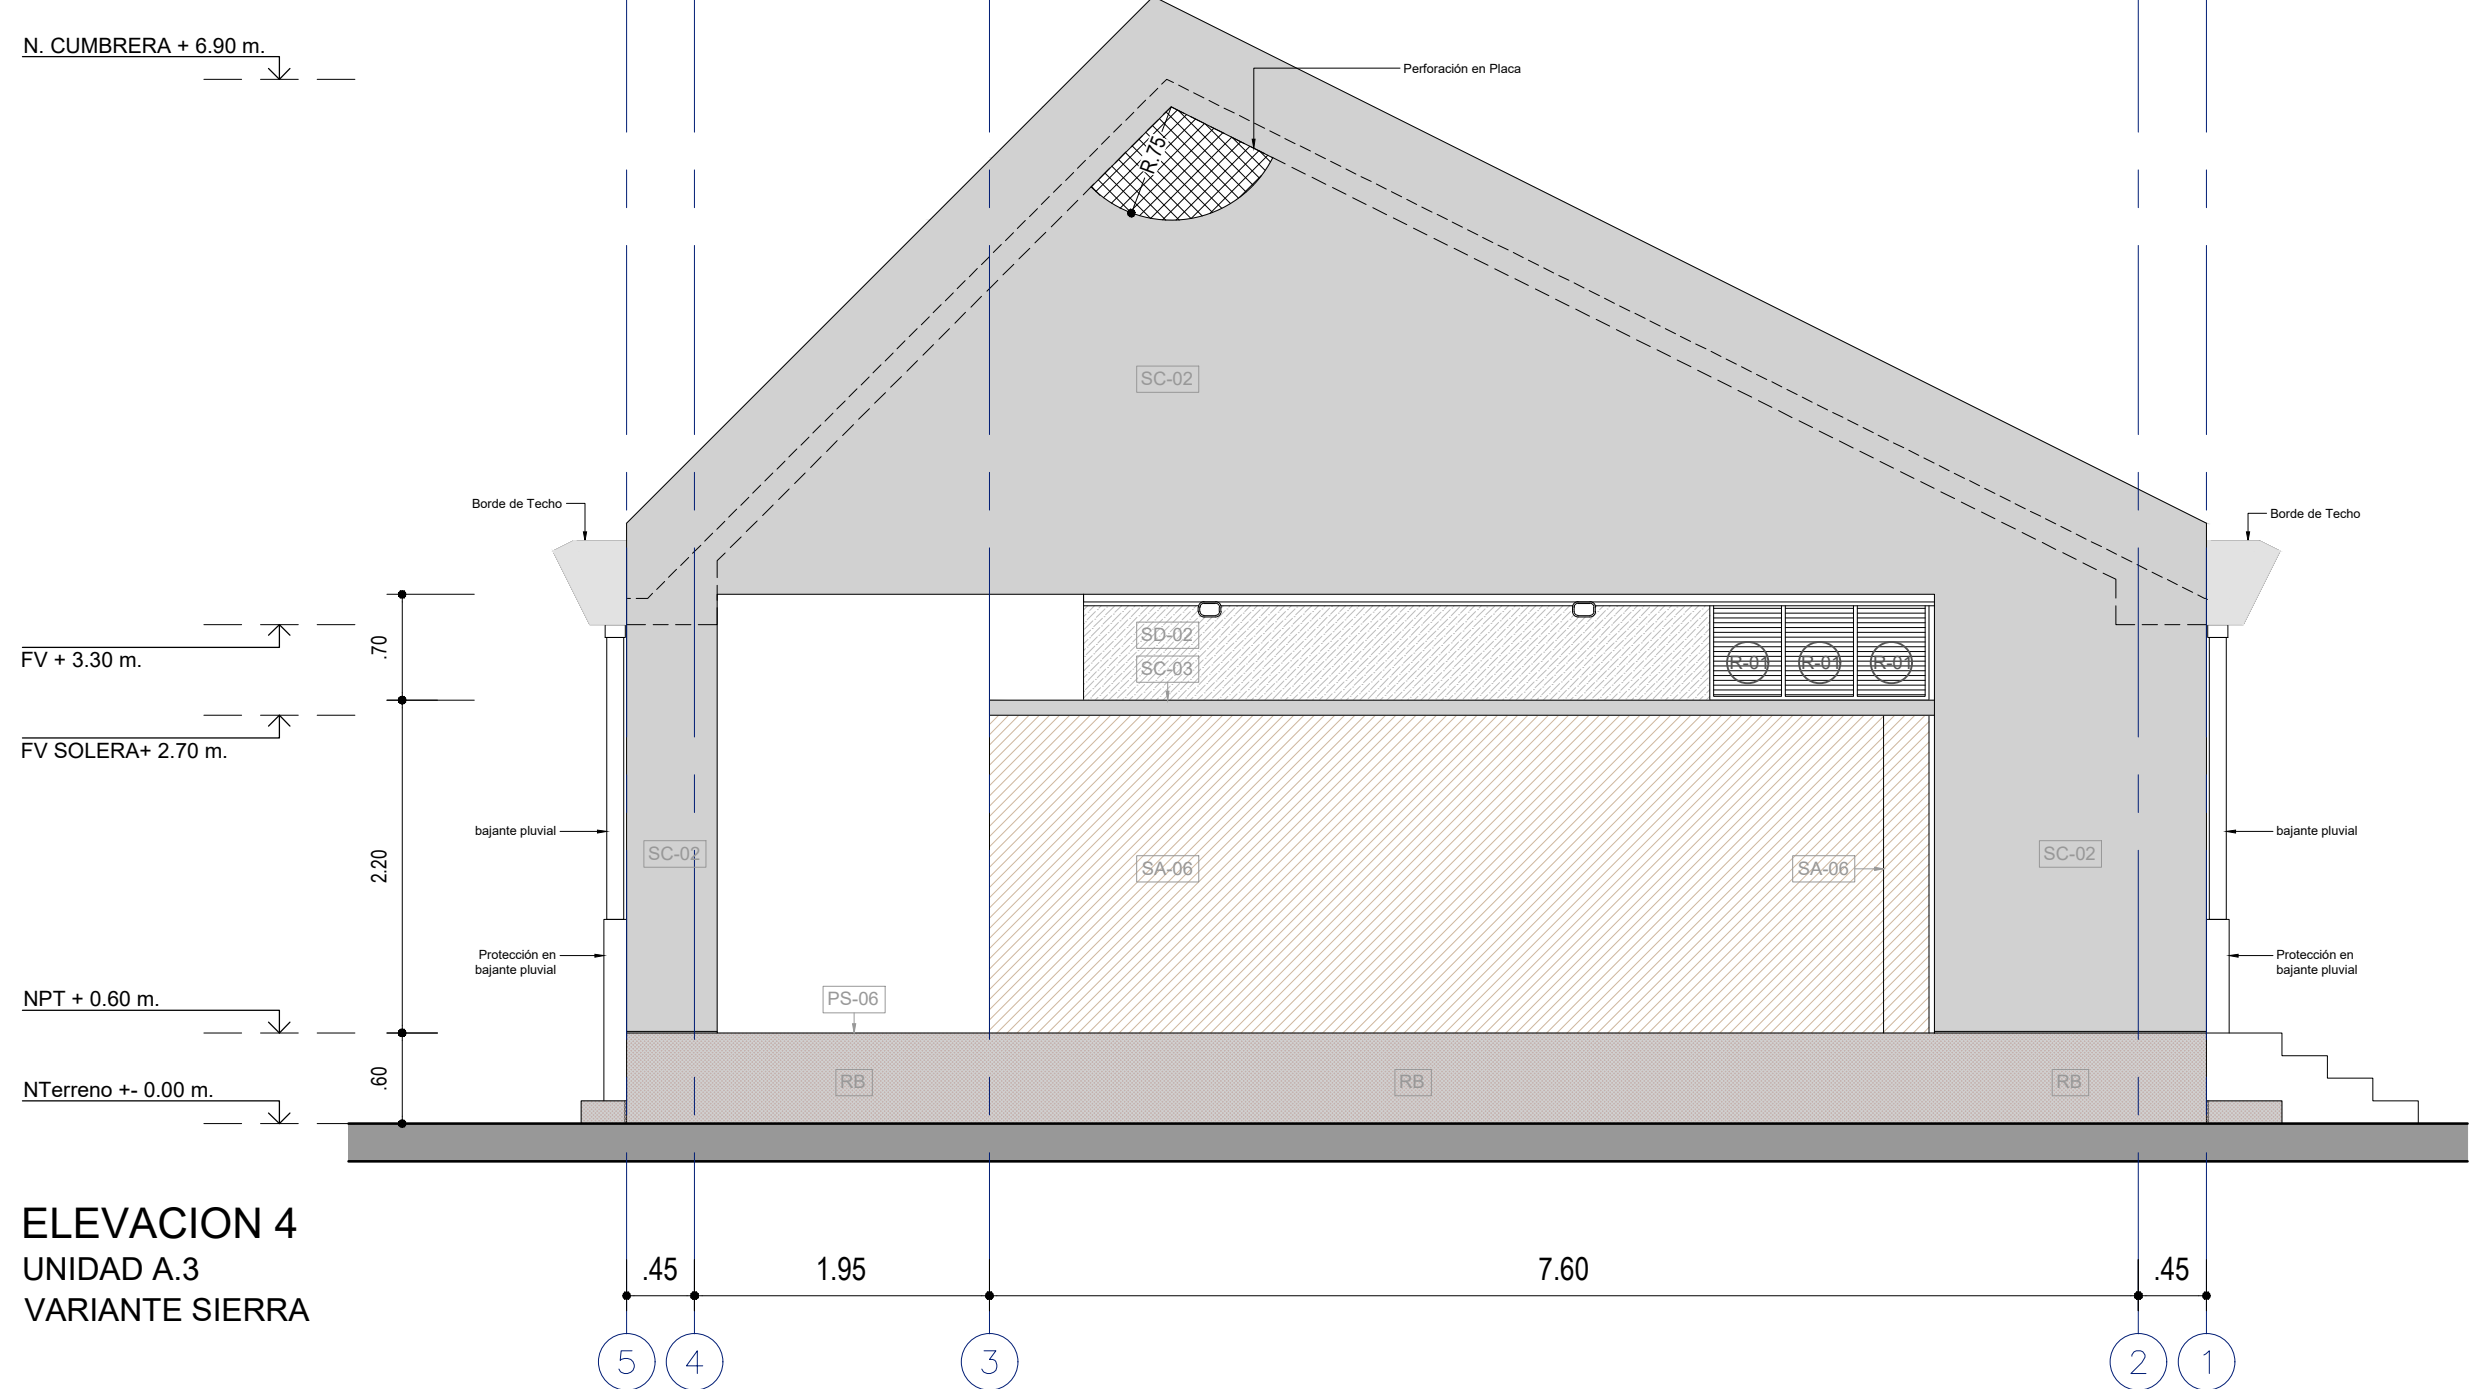 N. CUMBRERA + 6.90 m.
Perforación en Placa
R.75
SC-02
Borde de Techo
Borde de Techo
.70
FV + 3.30 m.
SD-02
SC-03
R-01
R-01
R-01
FV SOLERA+ 2.70 m.
bajante pluvial
bajante pluvial
2.20
SC-02
SA-06
SA-06
SC-02
Protección en
bajante pluvial
Protección en
bajante pluvial
NPT + 0.60 m.
PS-06
.60
RB
RB
RB
NTerreno +- 0.00 m.
ELEVACION 4
UNIDAD A.3
VARIANTE SIERRA
.45
1.95
7.60
.45
5
4
3
2
1